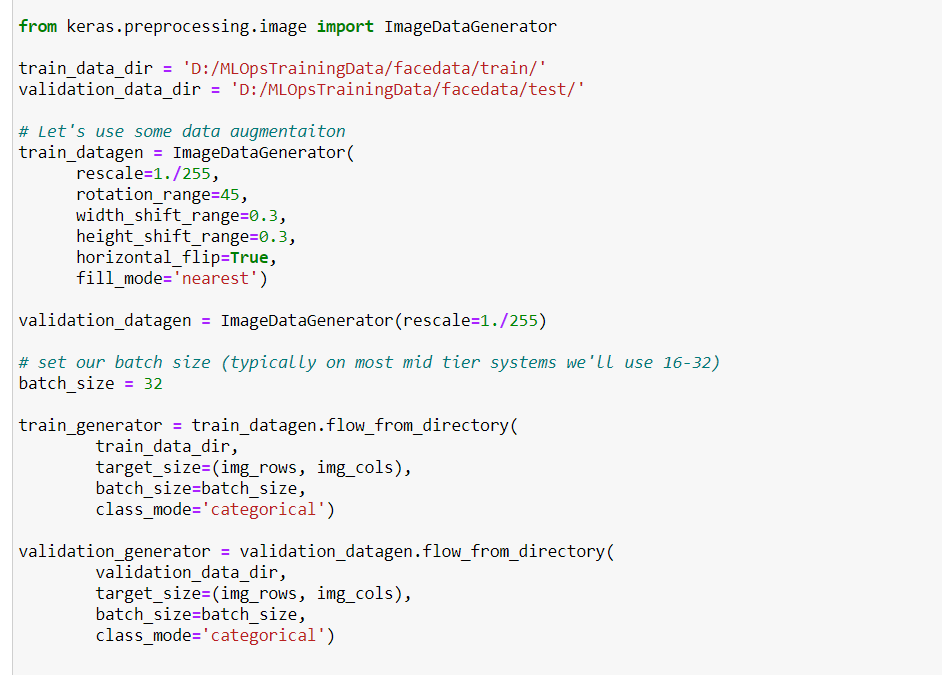 from keras.preprocessing.image import ImageDataGenerator
train_data_dir = 'D:/MLOpsTrainingData/facedata/train/'
validation_data_dir = 'D:/MLOpsTrainingData/facedata/test/'
# Let's use some data augmentaiton
train_datagen = ImageDataGenerator(
rescale=1./255,
rotation_range=45,
width_shift_range=0.3,
height_shift_range=0.3,
horizontal_flip=True,
fill_mode='nearest')
validation_datagen = ImageDataGenerator(rescale=1./255)
# set our batch size (typically on most mid tier systems we'll use 16-32)
batch_size = 32
train_generator = train_datagen.flow_from_directory(
train_data_dir,
target_size=(img_rows, img_cols),
batch_size=batch_size,
class_mode='categorical')
validation_generator = validation_datagen.flow_from_directory(
validation_data_dir,
target_size=(img_rows, img_cols),
batch_size=batch_size,
class_mode='categorical')